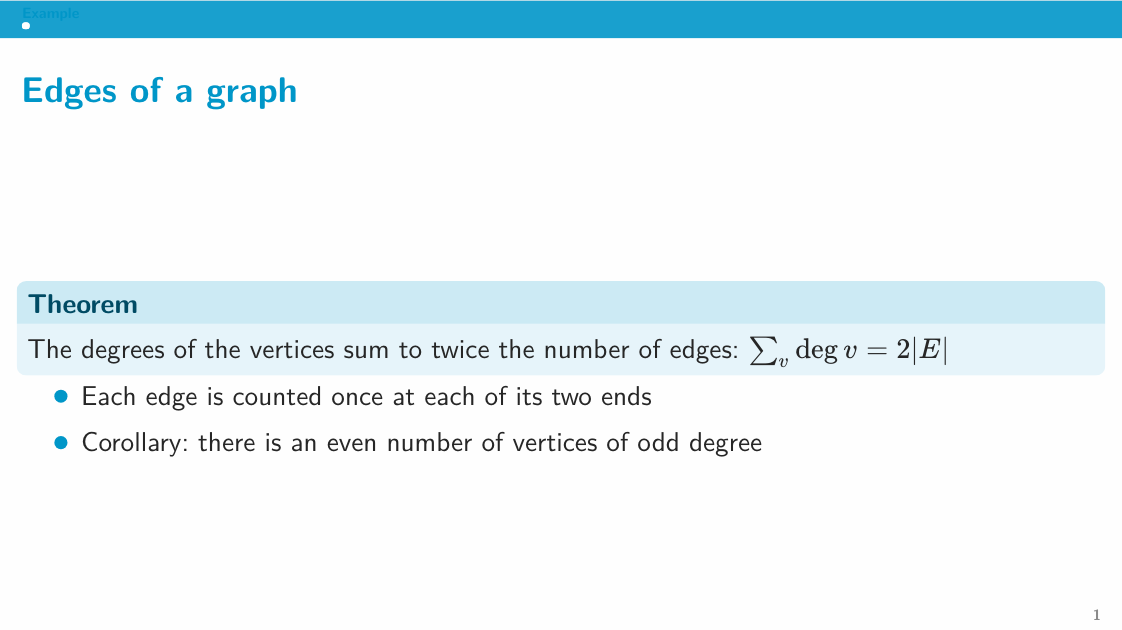 Example
Edges of a graph
Theorem
The degrees of the vertices sum to twice the number of edges: ∑_v deg v = 2|E|
Each edge is counted once at each of its two ends
Corollary: there is an even number of vertices of odd degree
1